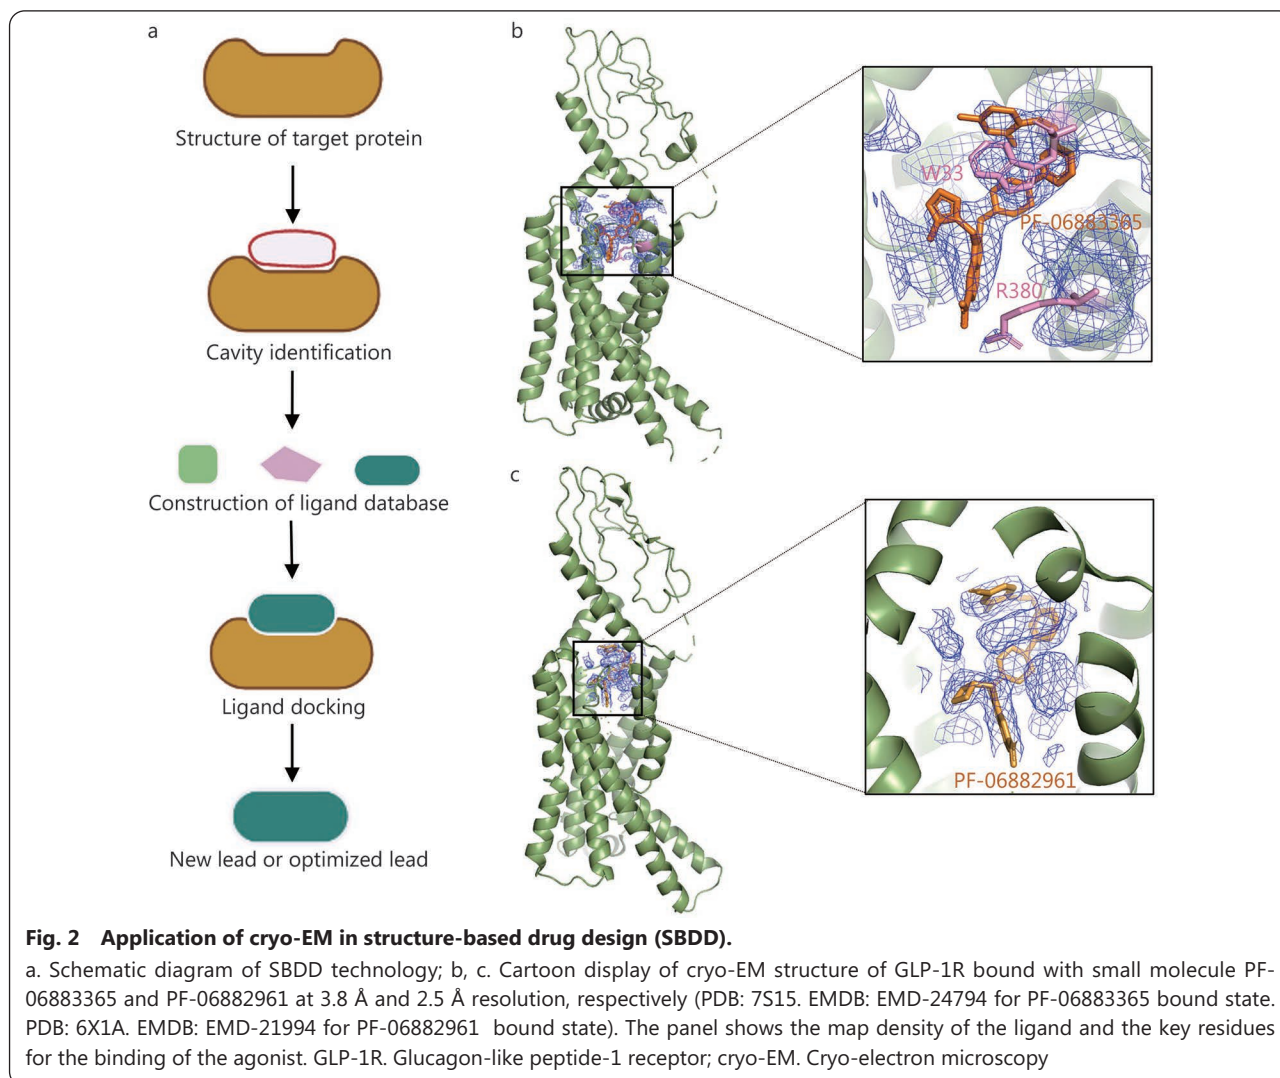 a
Structure of target protein
Cavity identification
Construction of ligand database
Ligand docking
New lead or optimized lead
b
W33
PF-06883365
R380
c
PF-06882961
Fig. 2 Application of cryo-EM in structure-based drug design (SBDD).
a. Schematic diagram of SBDD technology; b, c. Cartoon display of cryo-EM structure of GLP-1R bound with small molecule PF-
06883365 and PF-06882961 at 3.8 Å and 2.5 Å resolution, respectively (PDB: 7S15. EMDB: EMD-24794 for PF-06883365 bound state.
PDB: 6X1A. EMDB: EMD-21994 for PF-06882961 bound state). The panel shows the map density of the ligand and the key residues
for the binding of the agonist. GLP-1R. Glucagon-like peptide-1 receptor; cryo-EM. Cryo-electron microscopy